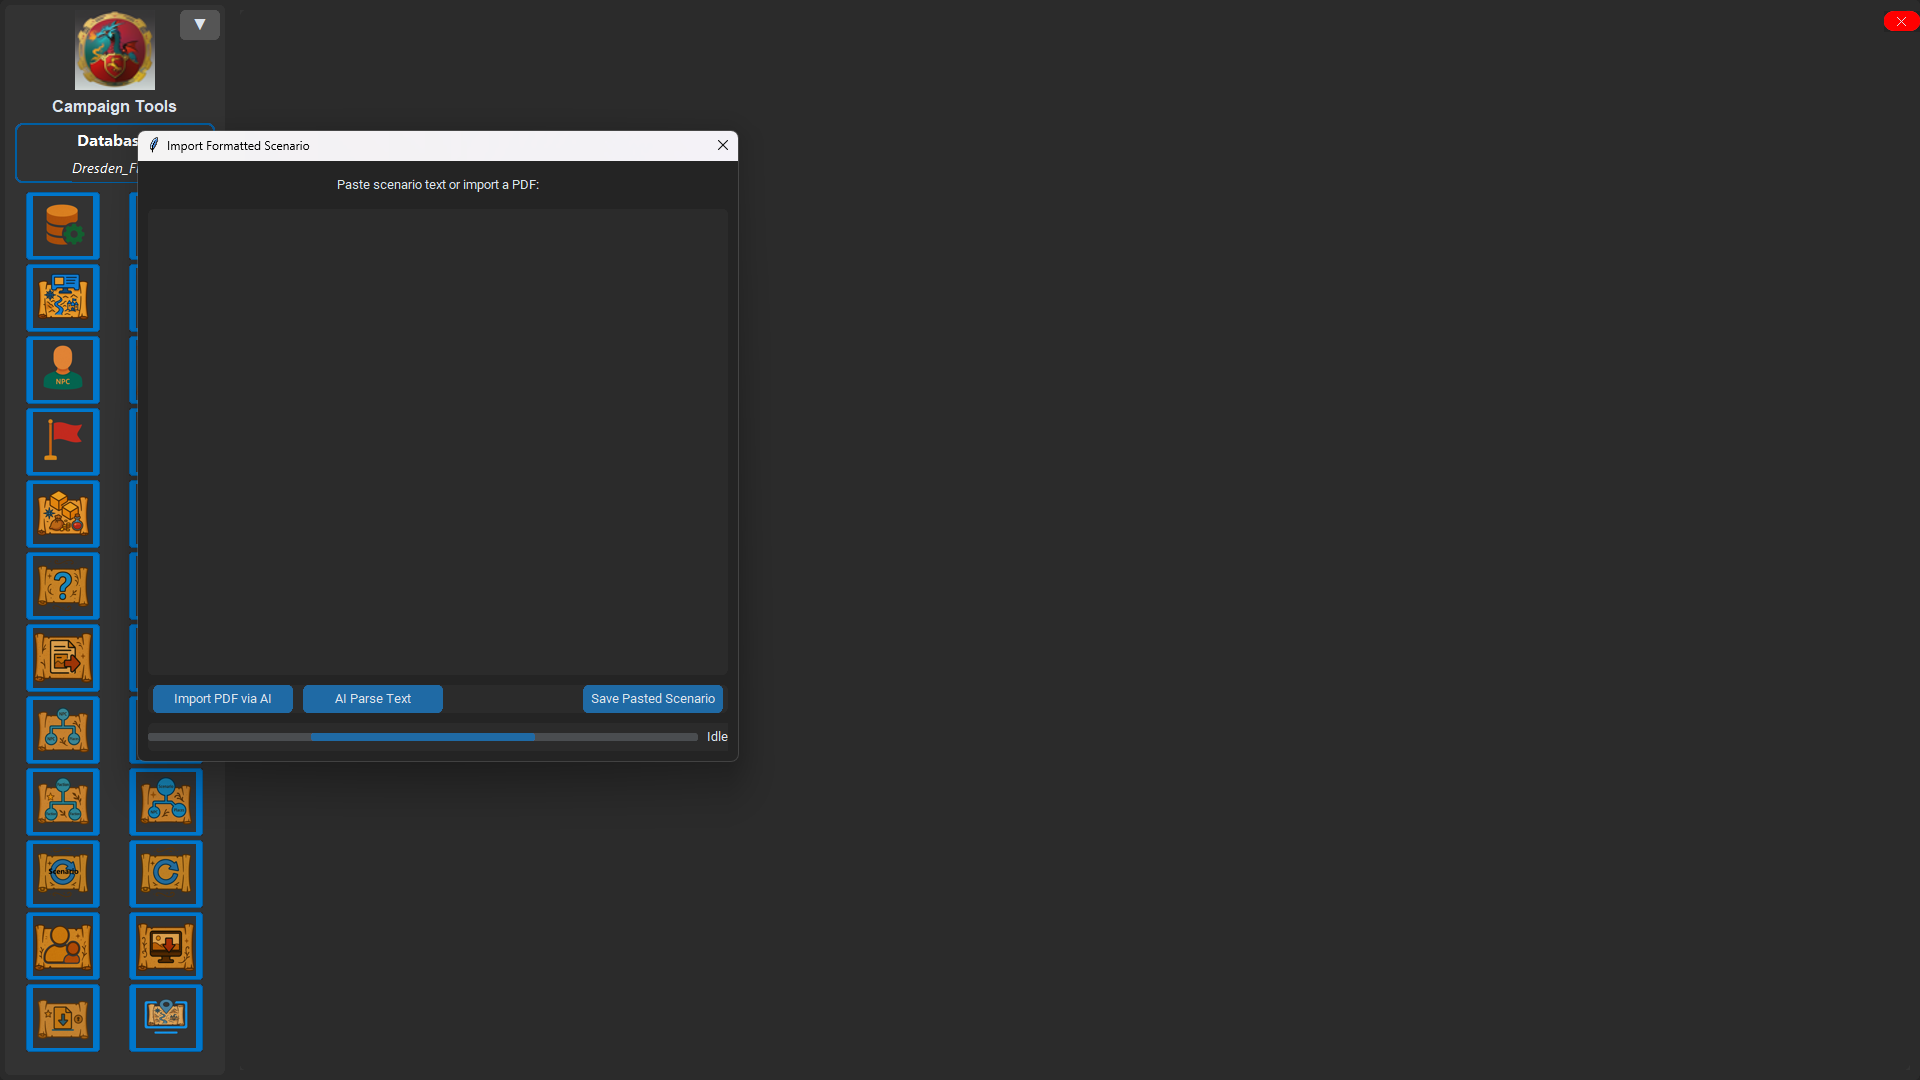 ▼
Campaign Tools
Databas
Dresden_F
Import Formatted Scenario
Paste scenario text or import a PDF:
NPC
Scenario
Import PDF via AI
AI Parse Text
Save Pasted Scenario
Idle